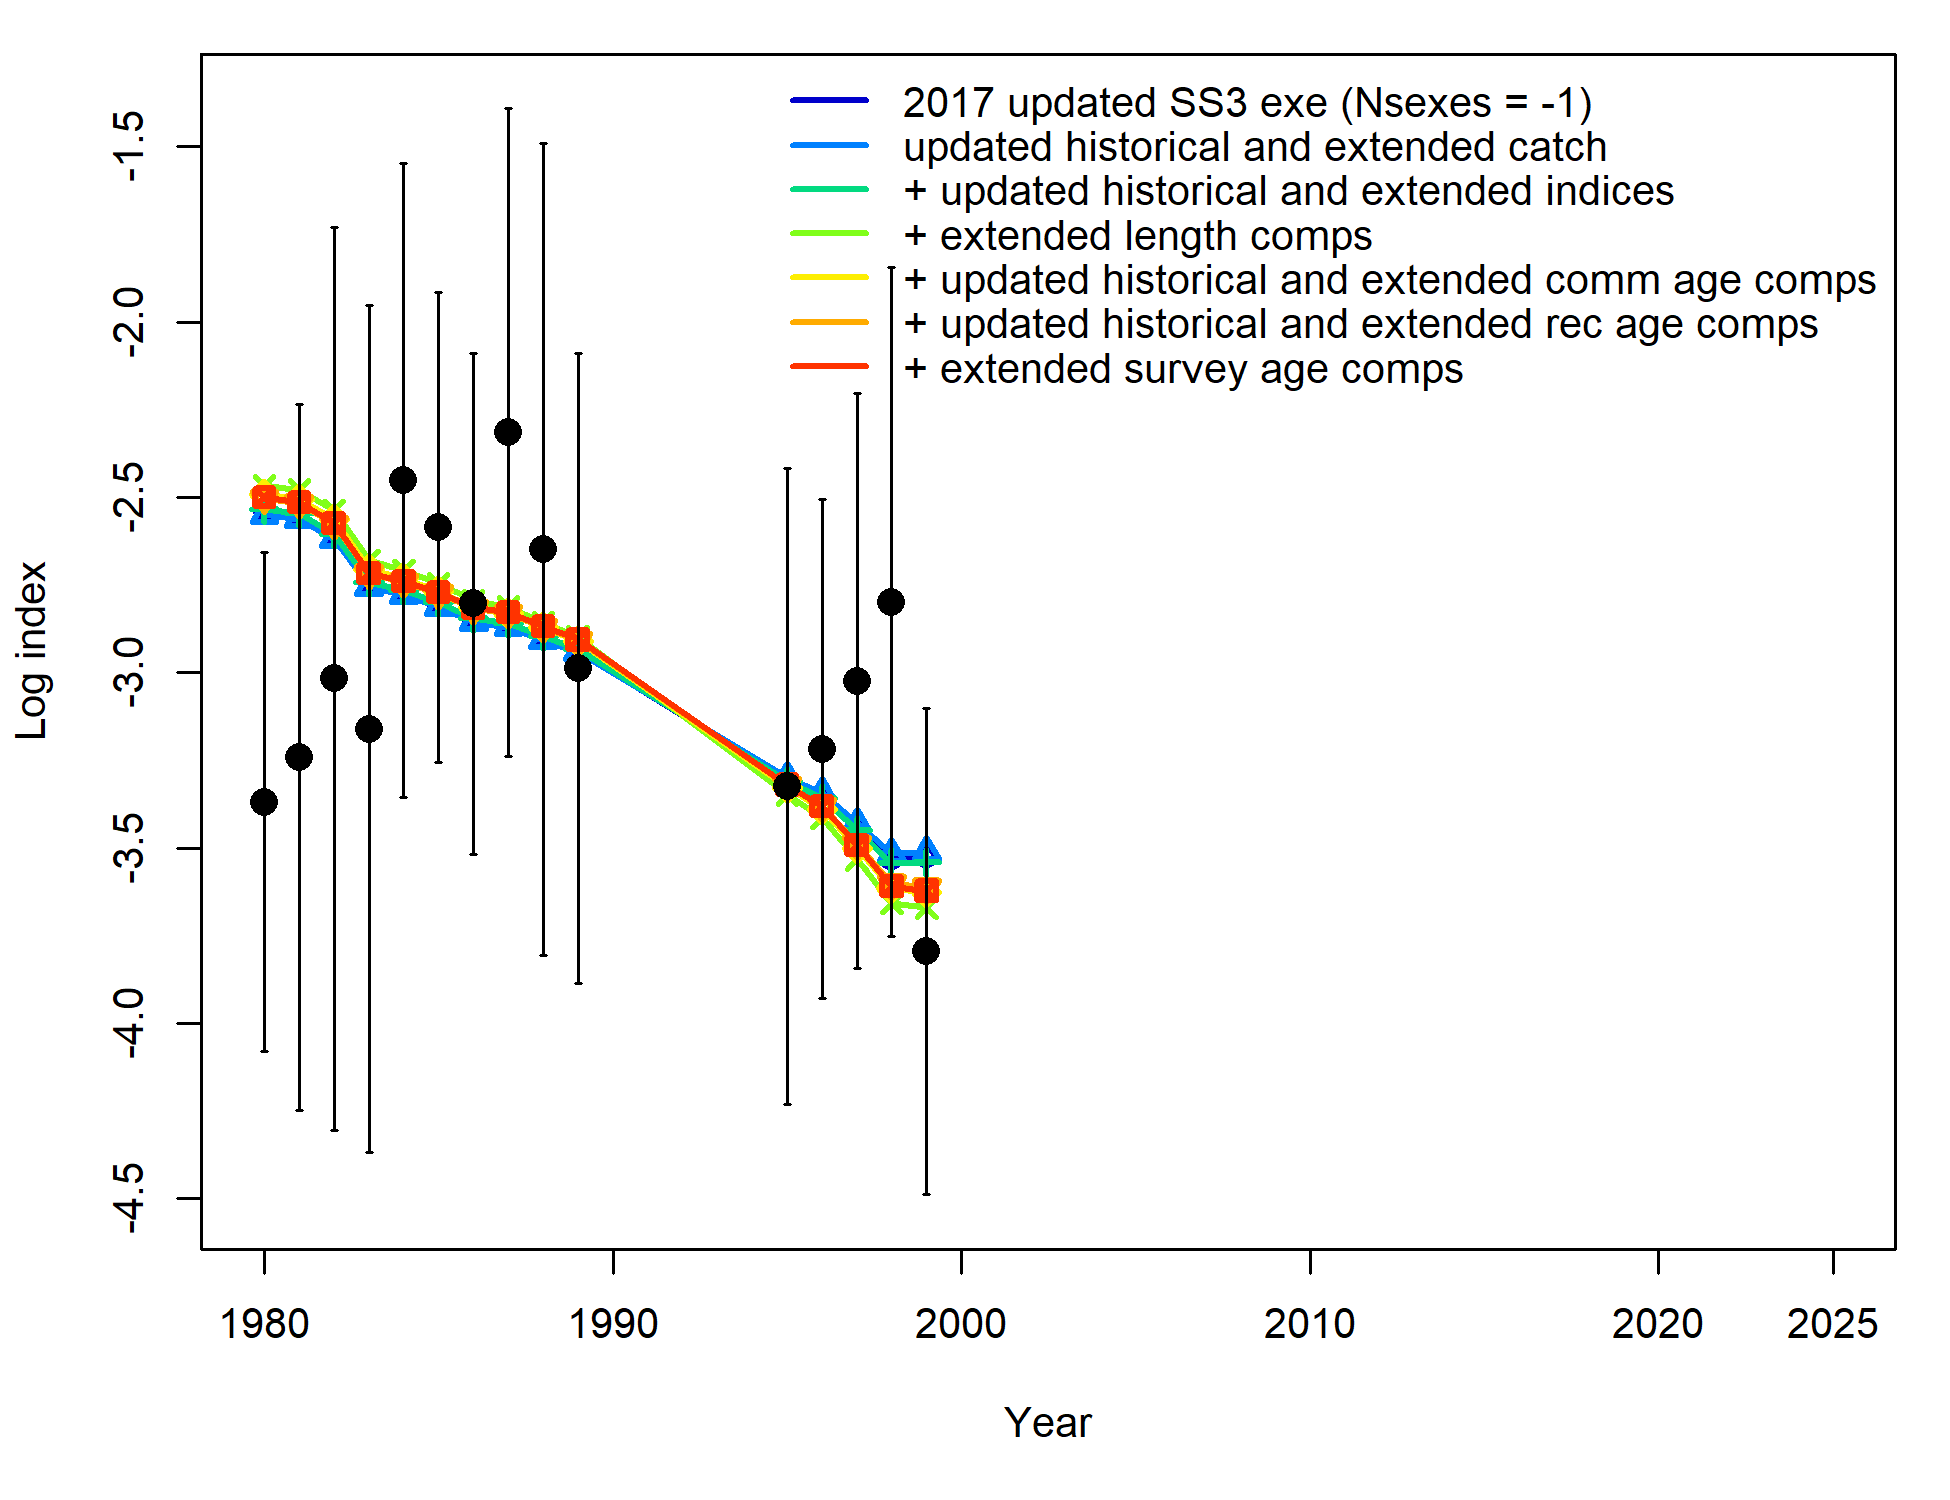 2017 updated SS3 exe (Nsexes = -1)
updated historical and extended catch
+ updated historical and extended indices
+ extended length comps
+ updated historical and extended comm age comps
+ updated historical and extended rec age comps
+ extended survey age comps
Log index
-1.5
-2.0
-2.5
-3.0
-3.5
-4.0
-4.5
1980 1990 2000 2010 2020 2025
Year